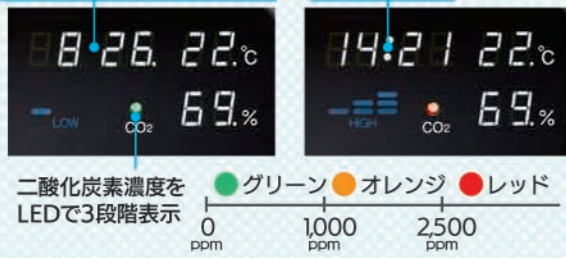 8 26. 22.℃
LOW CO2 69.%
14:21 22.℃
HIGH CO2 69.%
二酸化炭素濃度を
LEDで3段階表示
グリーン オレンジ レッド
0 1,000 2,500
ppm ppm ppm